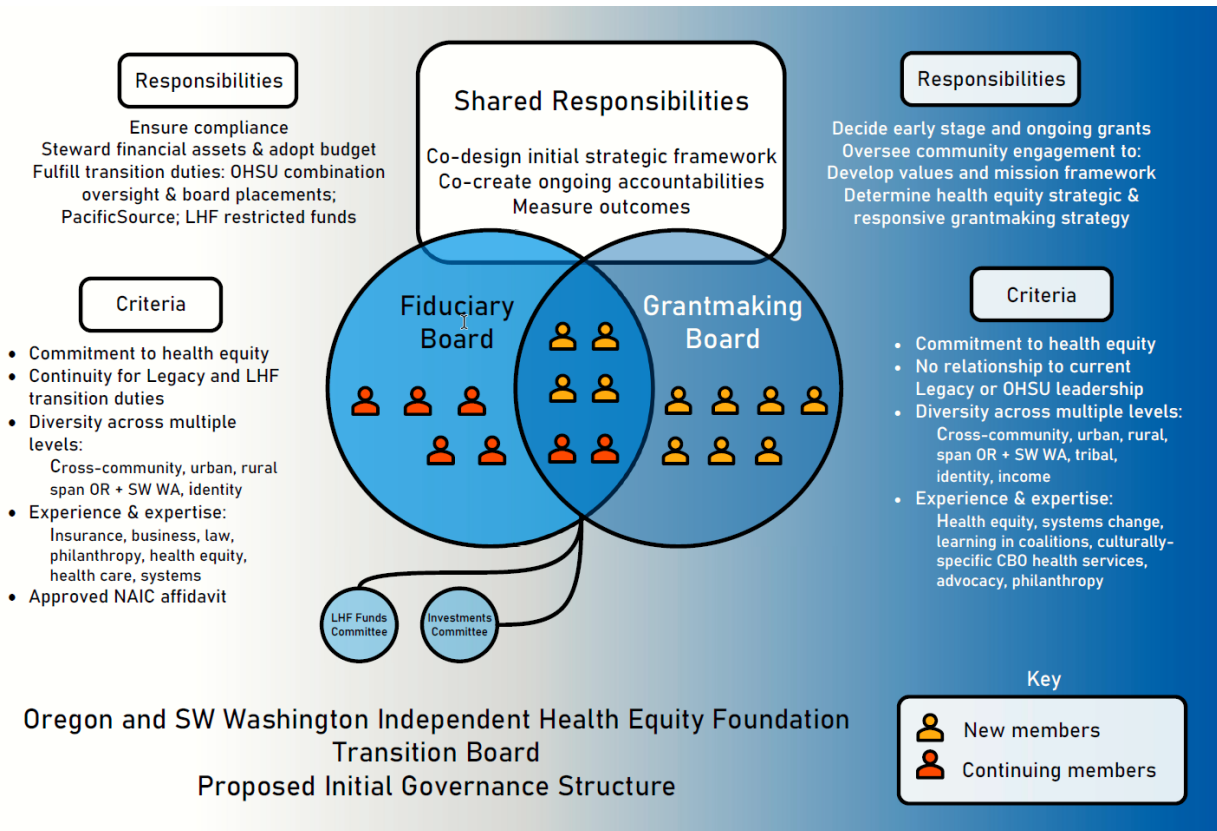 Responsibilities
Ensure compliance
Steward financial assets & adopt budget
Fulfill transition duties: OHSU combination
oversight & board placements;
PacificSource; LHF restricted funds
Criteria
• Commitment to health equity
• Continuity for Legacy and LHF
transition duties
• Diversity across multiple
levels:
Cross-community, urban, rural
span OR + SW WA, identity
• Experience & expertise:
Insurance, business, law,
philanthropy, health equity,
health care, systems
• Approved NAIC affidavit
Shared Responsibilities
Co-design initial strategic framework
Co-create ongoing accountabilities
Measure outcomes
Fiduciary
Board
Grantmaking
Board
LHF Funds
Committee
Investments
Committee
Responsibilities
Decide early stage and ongoing grants
Oversee community engagement to:
Develop values and mission framework
Determine health equity strategic &
responsive grantmaking strategy
Criteria
• Commitment to health equity
• No relationship to current
Legacy or OHSU leadership
• Diversity across multiple levels:
Cross-community, urban, rural,
span OR + SW WA, tribal,
identity, income
• Experience & expertise:
Health equity, systems change,
learning in coalitions, culturally-
specific CBO health services,
advocacy, philanthropy
Oregon and SW Washington Independent Health Equity Foundation
Transition Board
Proposed Initial Governance Structure
Key
New members
Continuing members